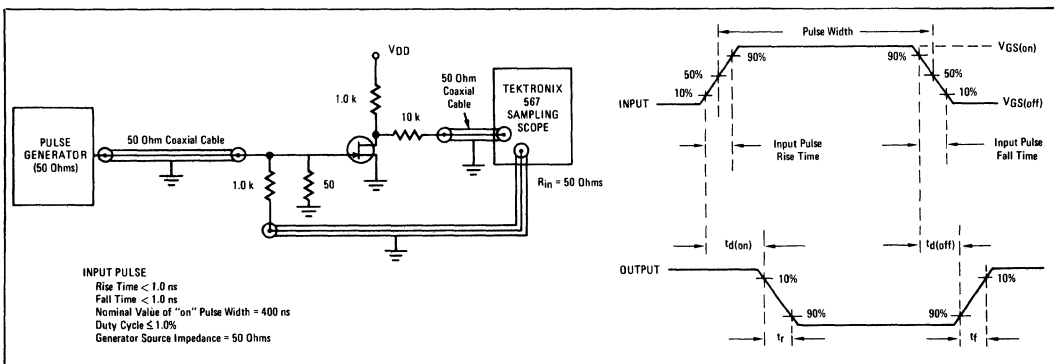 VDD
1.0 k
50 Ohm
Coaxial
Cable
10 k
TEKTRONIX
567
SAMPLING
SCOPE
PULSE
GENERATOR
(50 Ohms)
50 Ohm Coaxial Cable
1.0 k
50
Rin = 50 Ohms
INPUT PULSE
Rise Time < 1.0 ns
Fall Time < 1.0 ns
Nominal Value of "on" Pulse Width = 400 ns
Duty Cycle ≤ 1.0%
Generator Source Impedance = 50 Ohms
Pulse Width
VGS(on)
90%
90%
50%
50%
10%
10%
INPUT
VGS(off)
Input Pulse
Rise Time
Input Pulse
Fall Time
td(on)
td(off)
OUTPUT
10%
10%
90%
90%
tr
tf